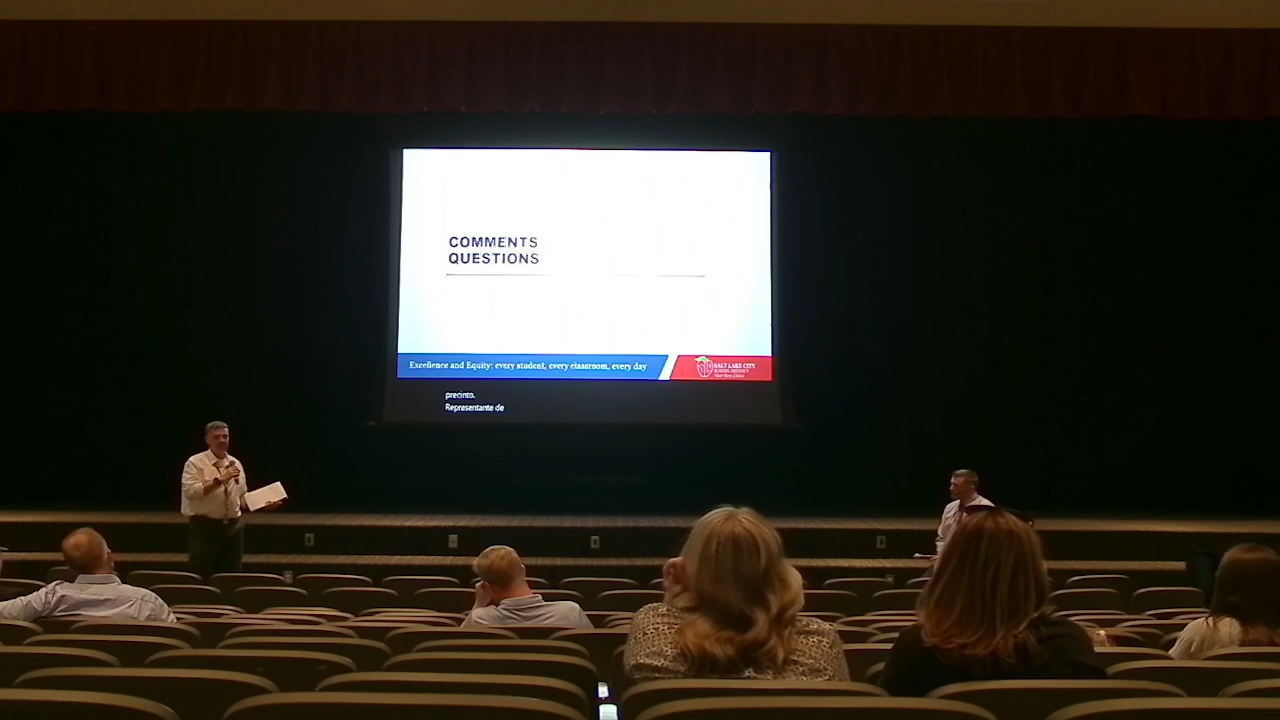 COMMENTS
QUESTIONS
Excellence and Equity: every student, every classroom, every day
SALT LAKE CITY
SCHOOL DISTRICT
precinto.
Representante de